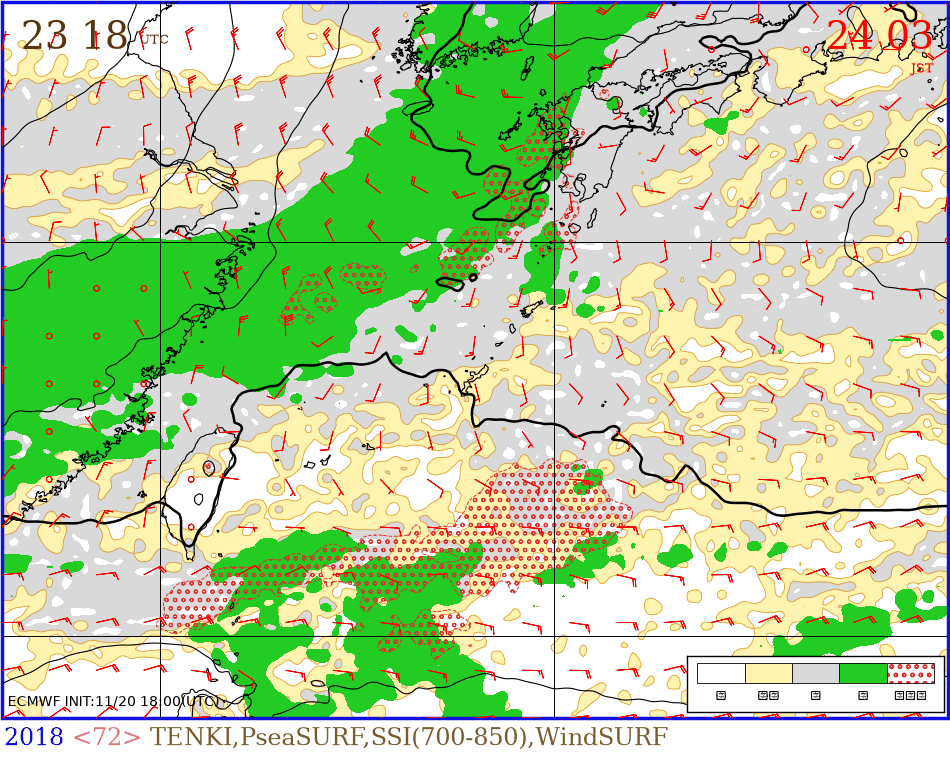 23 18 UTC
24 03
JST
ECMWF INIT:11/20 18:00(UTC)
2018 <72> TENKI,PseaSURF,SSI(700-850),WindSURF